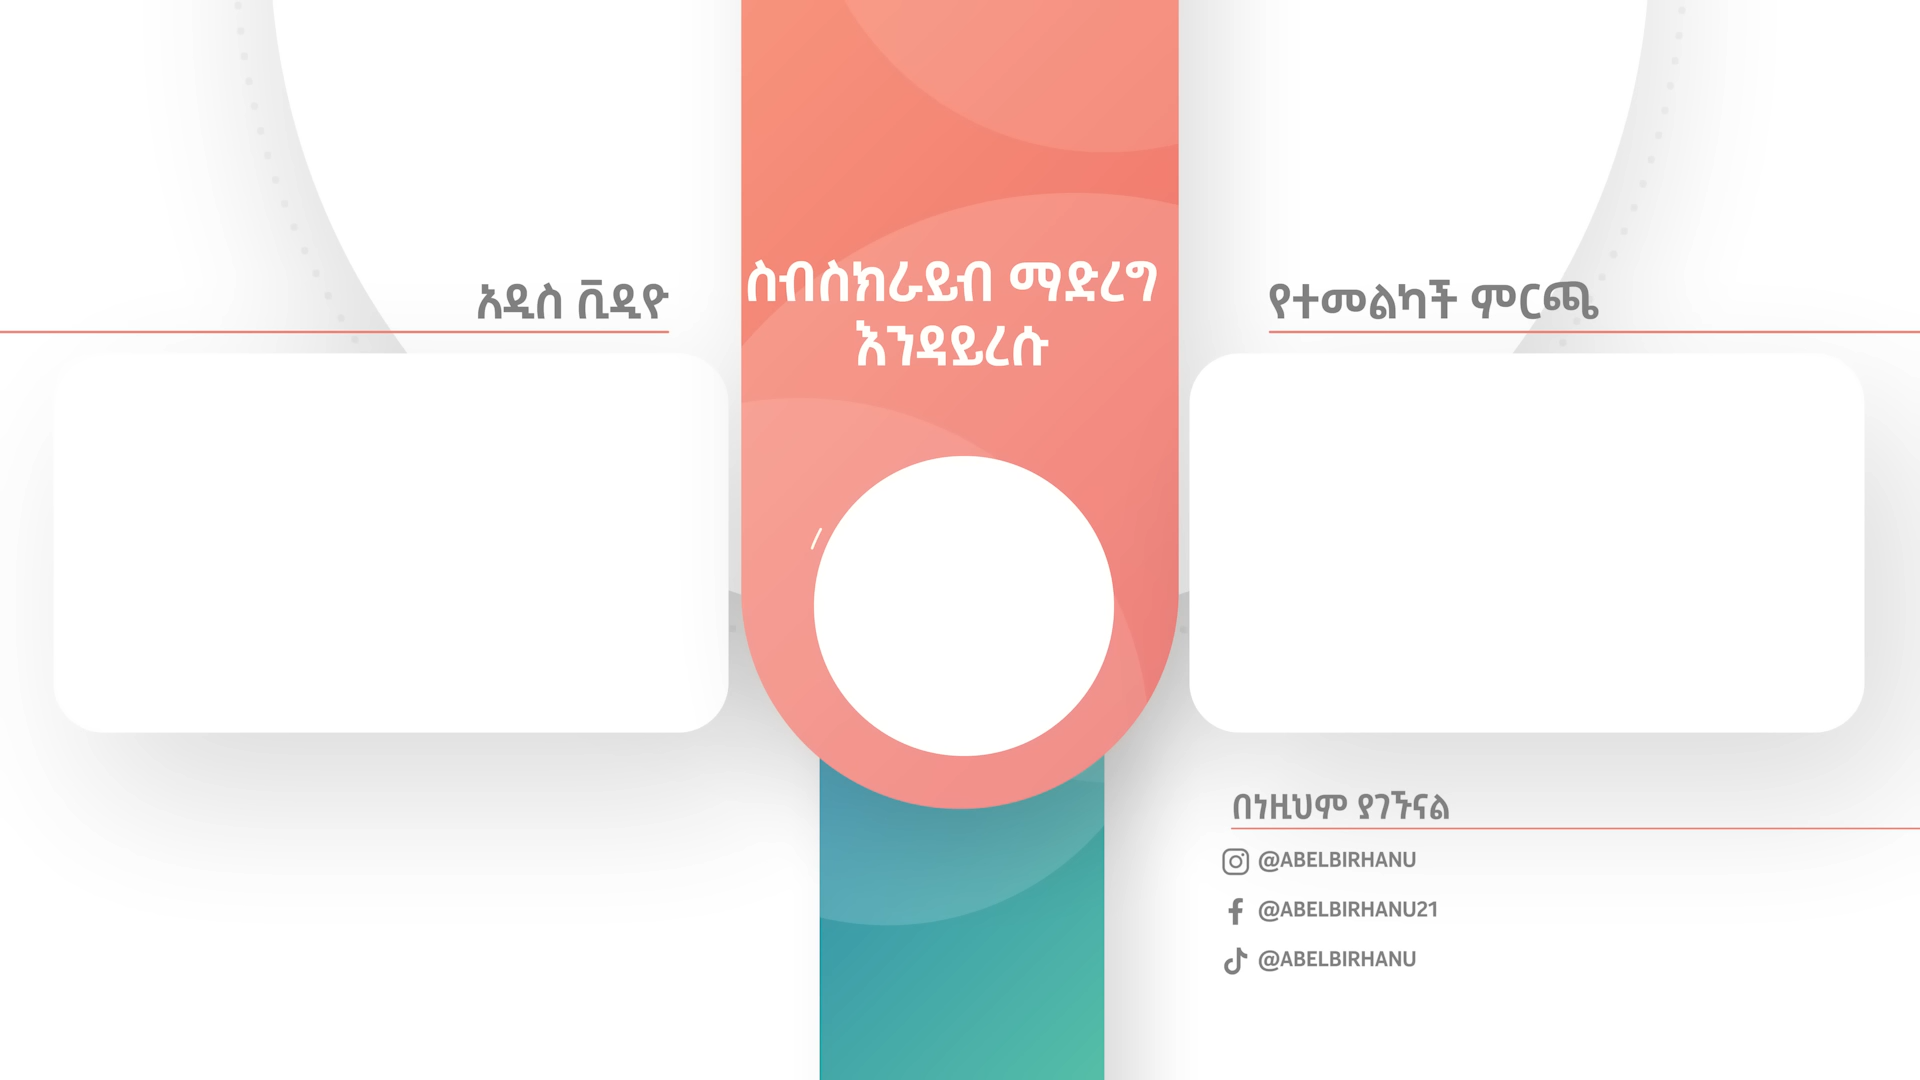 አዲስ ቪዲዮ
ስብስክራይብ ማድረግ
እንዳይረሱ
የተመልካች ምርጫ
በነዚህም ያገኙናል
@ABELBIRHANU
@ABELBIRHANU21
@ABELBIRHANU